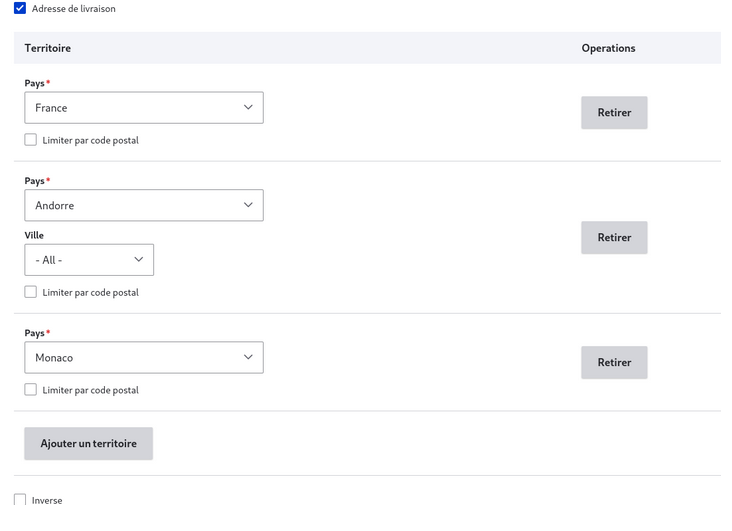 Adresse de livraison
Territoire Operations
Pays*
France
Retirer
Limiter par code postal
Pays*
Andorre
Ville
Retirer
- All -
Limiter par code postal
Pays*
Monaco
Retirer
Limiter par code postal
Ajouter un territoire
Inverse